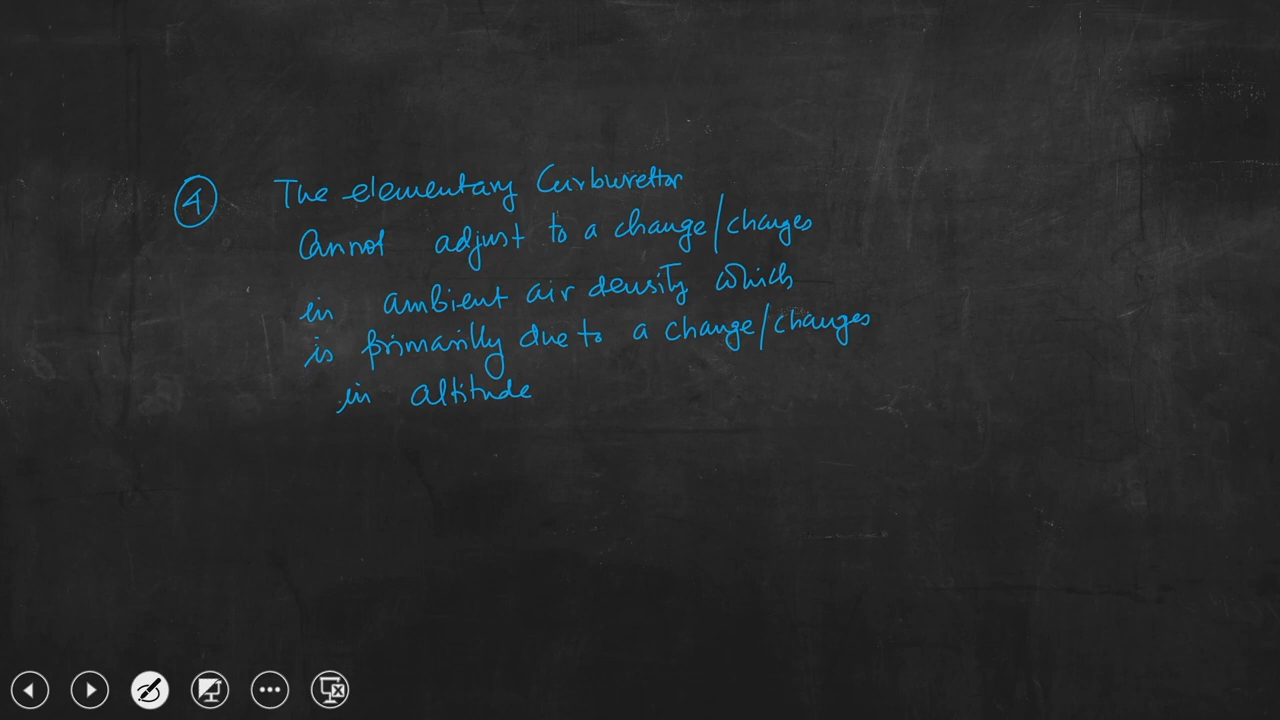 4 The elementary Carburettor
Cannot adjust to a change/changes
in ambient air density which
is primarily due to a change/changes
in altitude